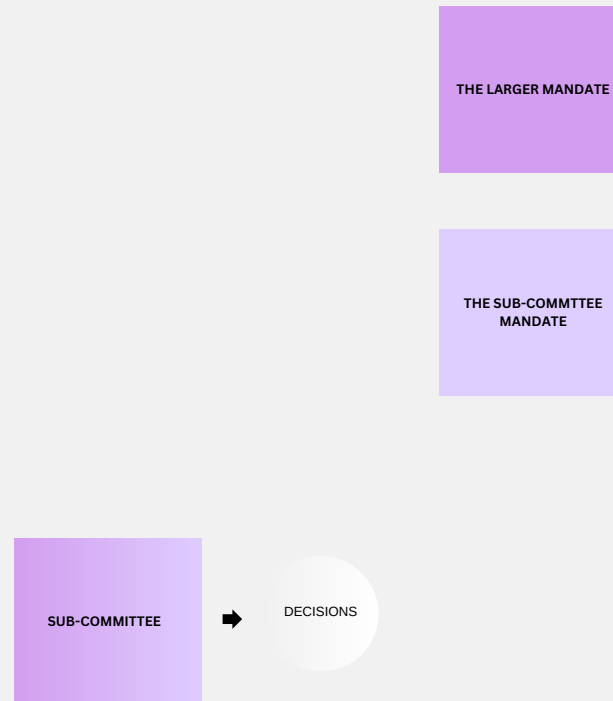 THE LARGER MANDATE
THE SUB-COMMTTEE
MANDATE
SUB-COMMITTEE
DECISIONS